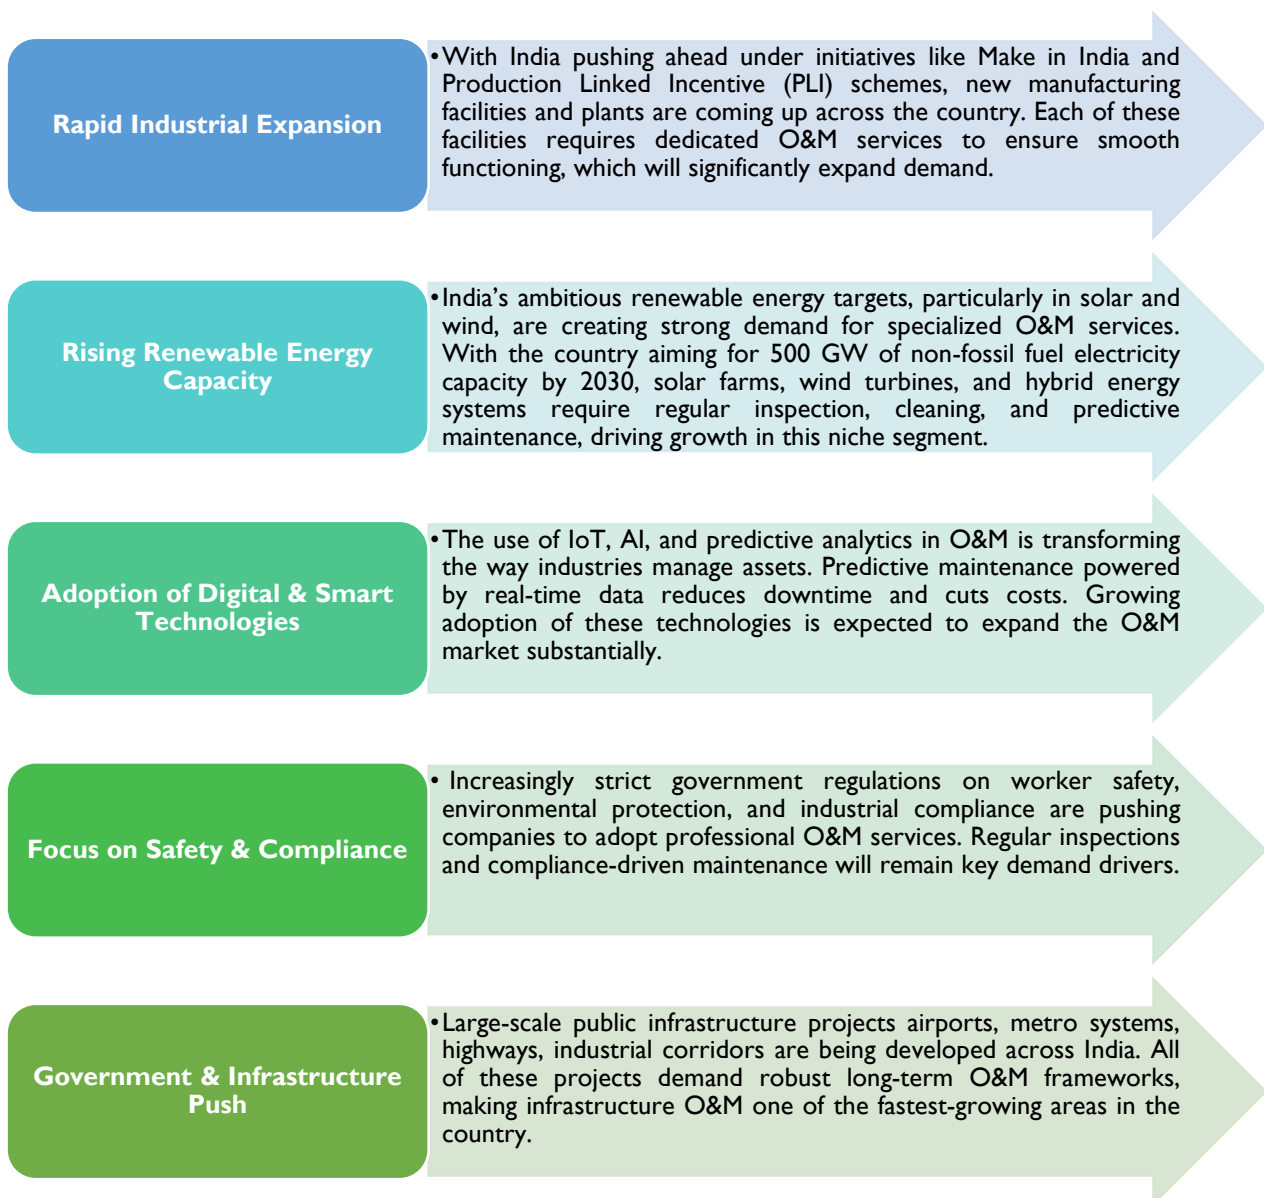 Rapid Industrial Expansion
•With India pushing ahead under initiatives like Make in India and
Production Linked Incentive (PLI) schemes, new manufacturing
facilities and plants are coming up across the country. Each of these
facilities requires dedicated O&M services to ensure smooth
functioning, which will significantly expand demand.
Rising Renewable Energy
Capacity
•India’s ambitious renewable energy targets, particularly in solar and
wind, are creating strong demand for specialized O&M services.
With the country aiming for 500 GW of non-fossil fuel electricity
capacity by 2030, solar farms, wind turbines, and hybrid energy
systems require regular inspection, cleaning, and predictive
maintenance, driving growth in this niche segment.
Adoption of Digital & Smart
Technologies
•The use of IoT, AI, and predictive analytics in O&M is transforming
the way industries manage assets. Predictive maintenance powered
by real-time data reduces downtime and cuts costs. Growing
adoption of these technologies is expected to expand the O&M
market substantially.
Focus on Safety & Compliance
• Increasingly strict government regulations on worker safety,
environmental protection, and industrial compliance are pushing
companies to adopt professional O&M services. Regular inspections
and compliance-driven maintenance will remain key demand drivers.
Government & Infrastructure
Push
•Large-scale public infrastructure projects airports, metro systems,
highways, industrial corridors are being developed across India. All
of these projects demand robust long-term O&M frameworks,
making infrastructure O&M one of the fastest-growing areas in the
country.